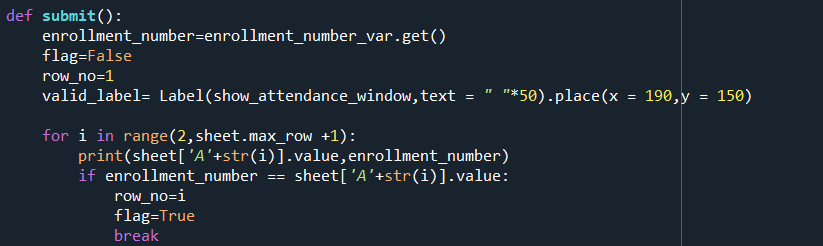 def submit():
    enrollment_number=enrollment_number_var.get()
    flag=False
    row_no=1
    valid_label= Label(show_attendance_window,text = " "*50).place(x = 190,y = 150)

    for i in range(2,sheet.max_row +1):
        print(sheet['A'+str(i)].value,enrollment_number)
        if enrollment_number == sheet['A'+str(i)].value:
            row_no=i
            flag=True
            break